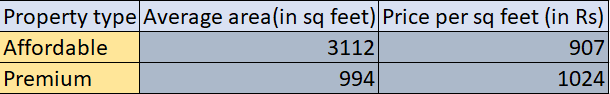 Property type Average area(in sq feet) Price per sq feet (in Rs)
Affordable 3112 907
Premium 994 1024